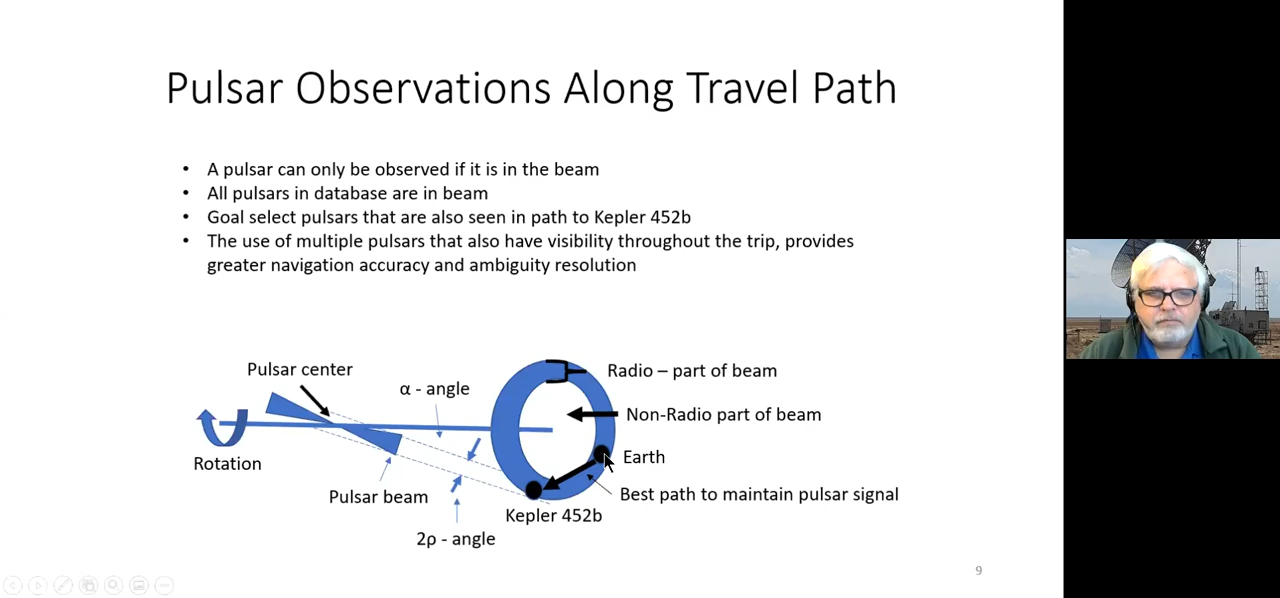 Pulsar Observations Along Travel Path
• A pulsar can only be observed if it is in the beam
• All pulsars in database are in beam
• Goal select pulsars that are also seen in path to Kepler 452b
• The use of multiple pulsars that also have visibility throughout the trip, provides
greater navigation accuracy and ambiguity resolution
Pulsar center
α - angle
Radio – part of beam
Non-Radio part of beam
Rotation
Earth
Pulsar beam
Best path to maintain pulsar signal
Kepler 452b
2ρ - angle
9